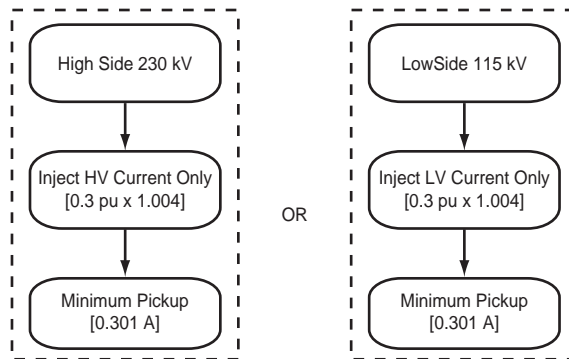 High Side 230 kV
Inject HV Current Only
[0.3 pu x 1.004]
Minimum Pickup
[0.301 A]
OR
LowSide 115 kV
Inject LV Current Only
[0.3 pu x 1.004]
Minimum Pickup
[0.301 A]